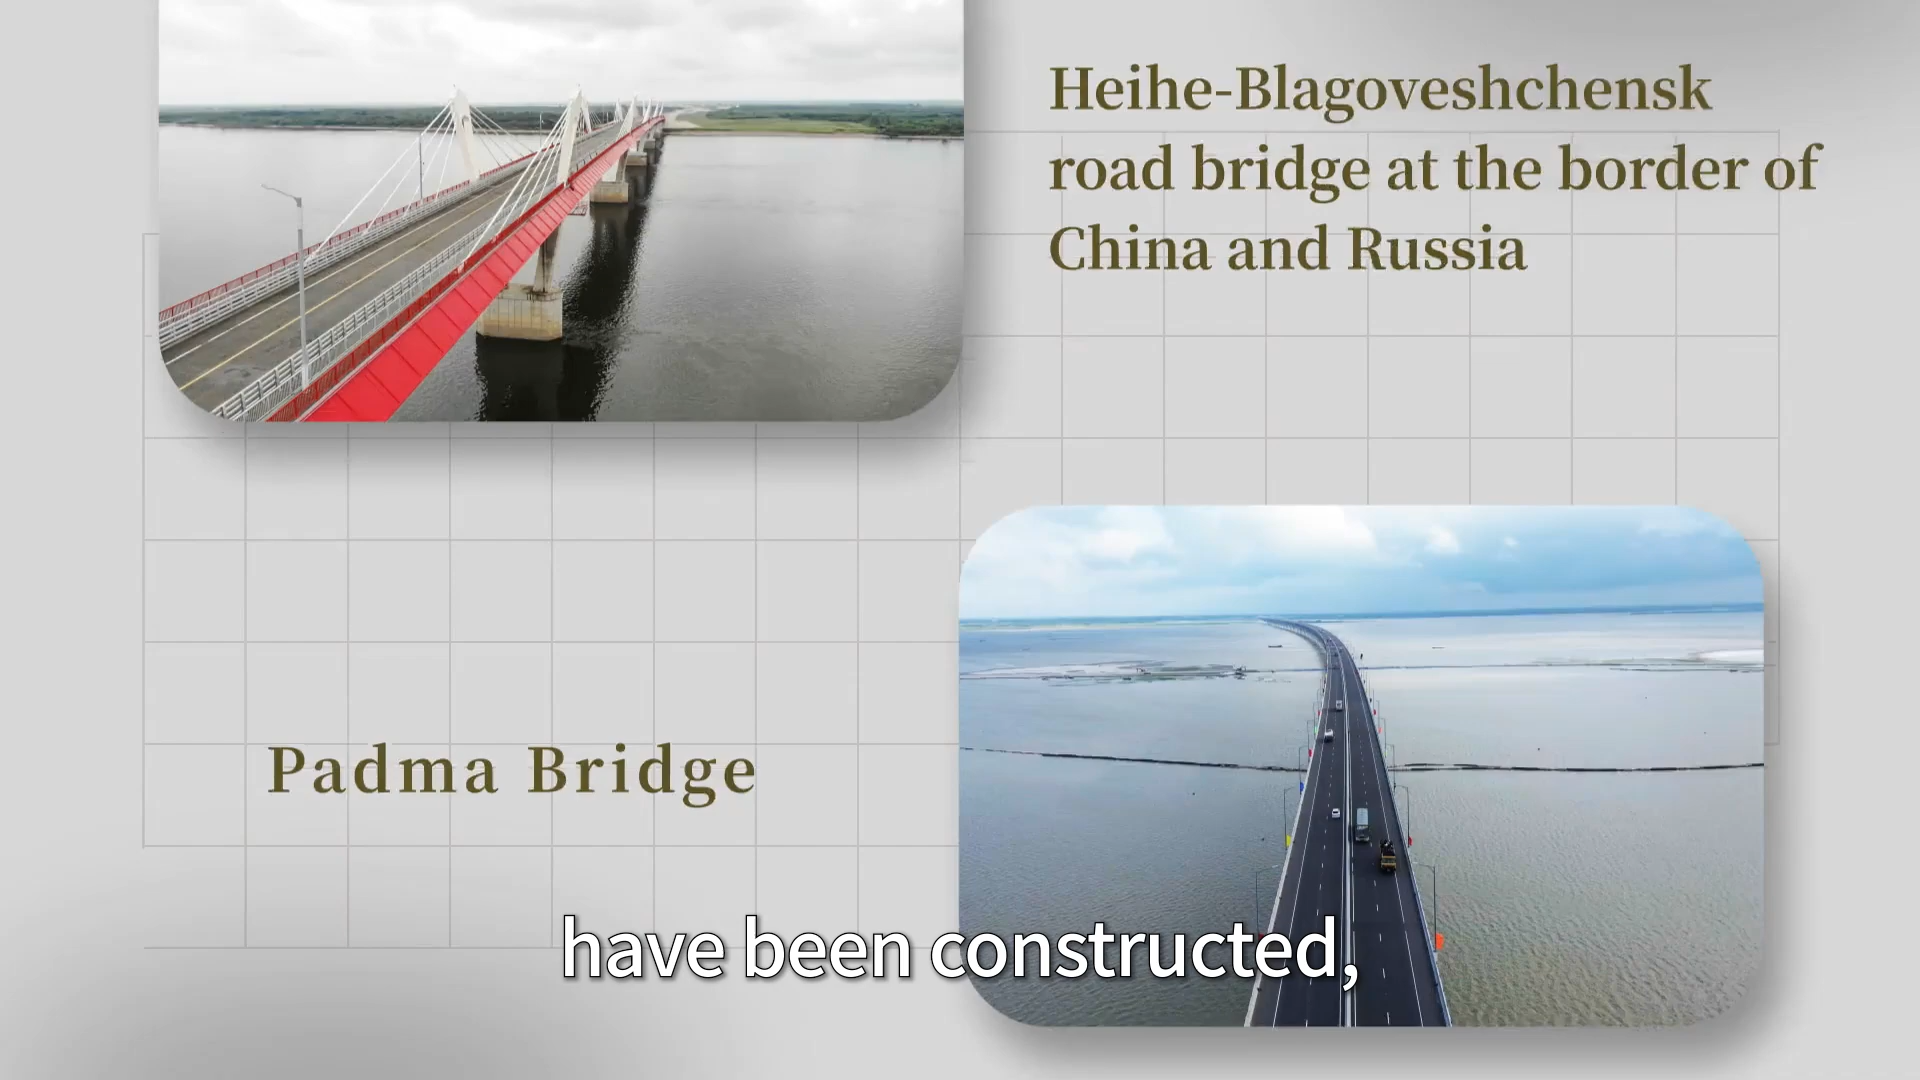 Heihe-Blagoveshchensk
road bridge at the border of
China and Russia
Padma Bridge
have been constructed,